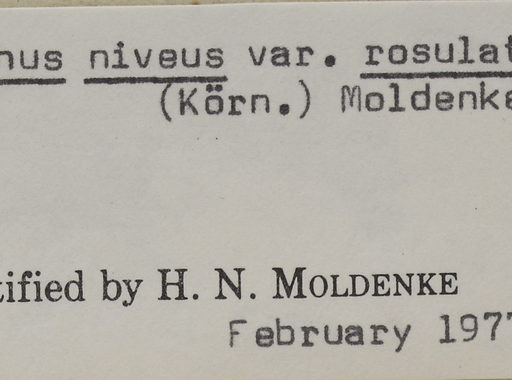 nus niveus var. rosulat
(Körn.) Moldenke
tified by H. N. MOLDENKE
February 197